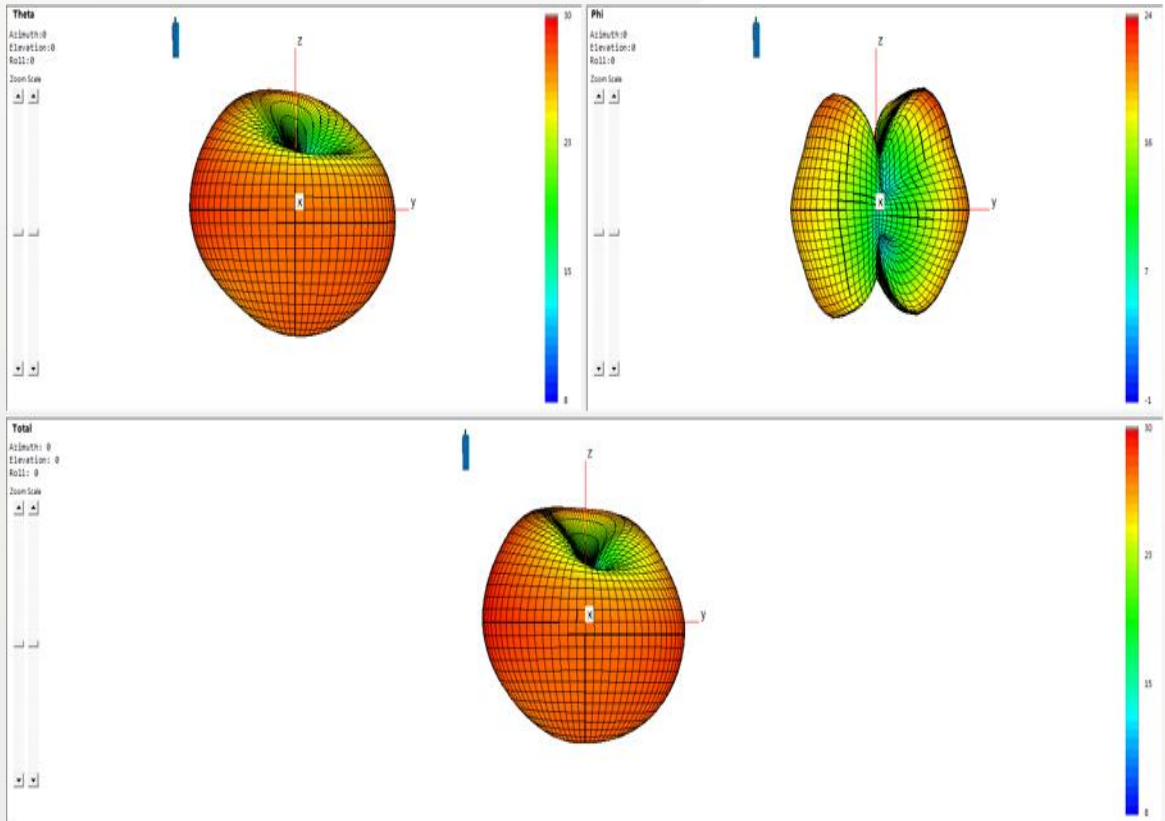 Theta
Azimuth:0
Elevation:0
Roll:0
Zoom Scale
z
x
y
30
23
15
8
Phi
Azimuth:0
Elevation:0
Roll:0
Zoom Scale
z
x
y
24
16
7
-1
Total
Azimuth: 0
Elevation: 0
Roll: 0
Zoom Scale
z
x
y
30
23
15
8